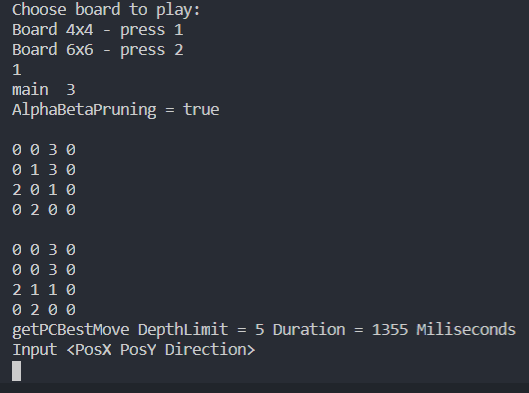 Choose board to play:
Board 4x4 - press 1
Board 6x6 - press 2
1
main  3
AlphaBetaPruning = true

0 0 3 0
0 1 3 0
2 0 1 0
0 2 0 0

0 0 3 0
0 0 3 0
2 1 1 0
0 2 0 0
getPCBestMove DepthLimit = 5 Duration = 1355 Miliseconds
Input <PosX PosY Direction>